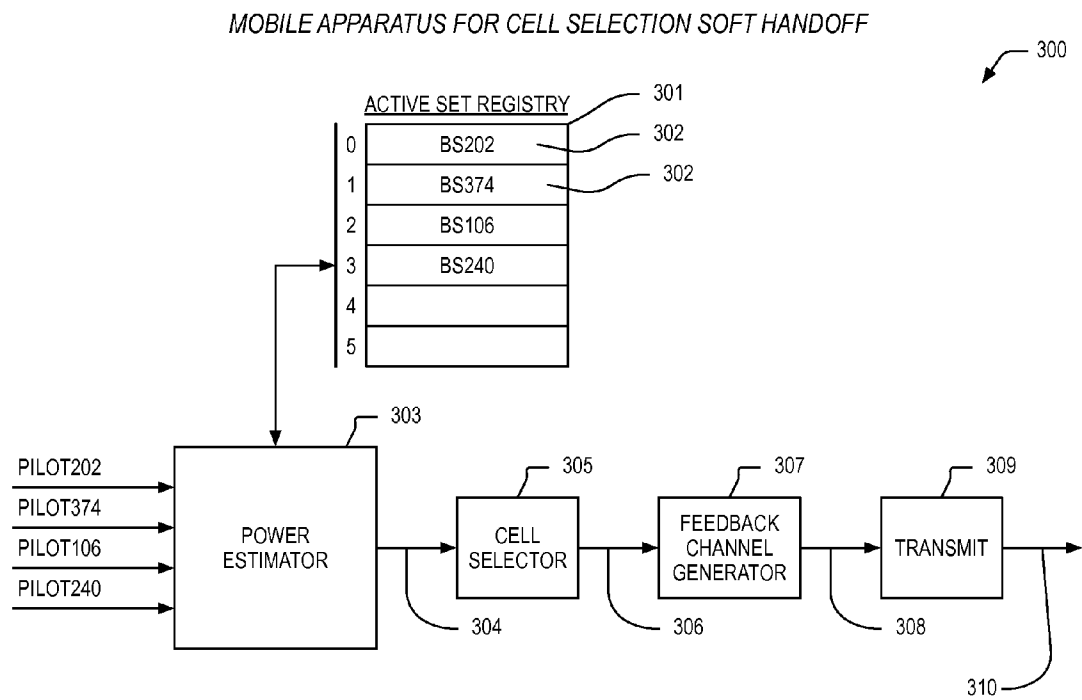 MOBILE APPARATUS FOR CELL SELECTION SOFT HANDOFF
300
ACTIVE SET REGISTRY
301
0 BS202
302
1 BS374
302
2 BS106
3 BS240
4
5
303
PILOT202
PILOT374
PILOT106
PILOT240
POWER
ESTIMATOR
304
305
CELL
SELECTOR
306
307
FEEDBACK
CHANNEL
GENERATOR
308
309
TRANSMIT
310